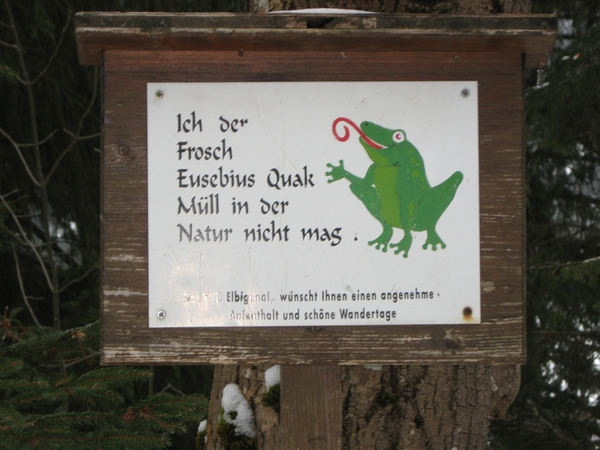 Ich der
Frosch
Eusebius Quak
Müll in der
Natur nicht mag .
wünscht Ihnen einen angenehme
Aufenthalt und schöne Wandertage